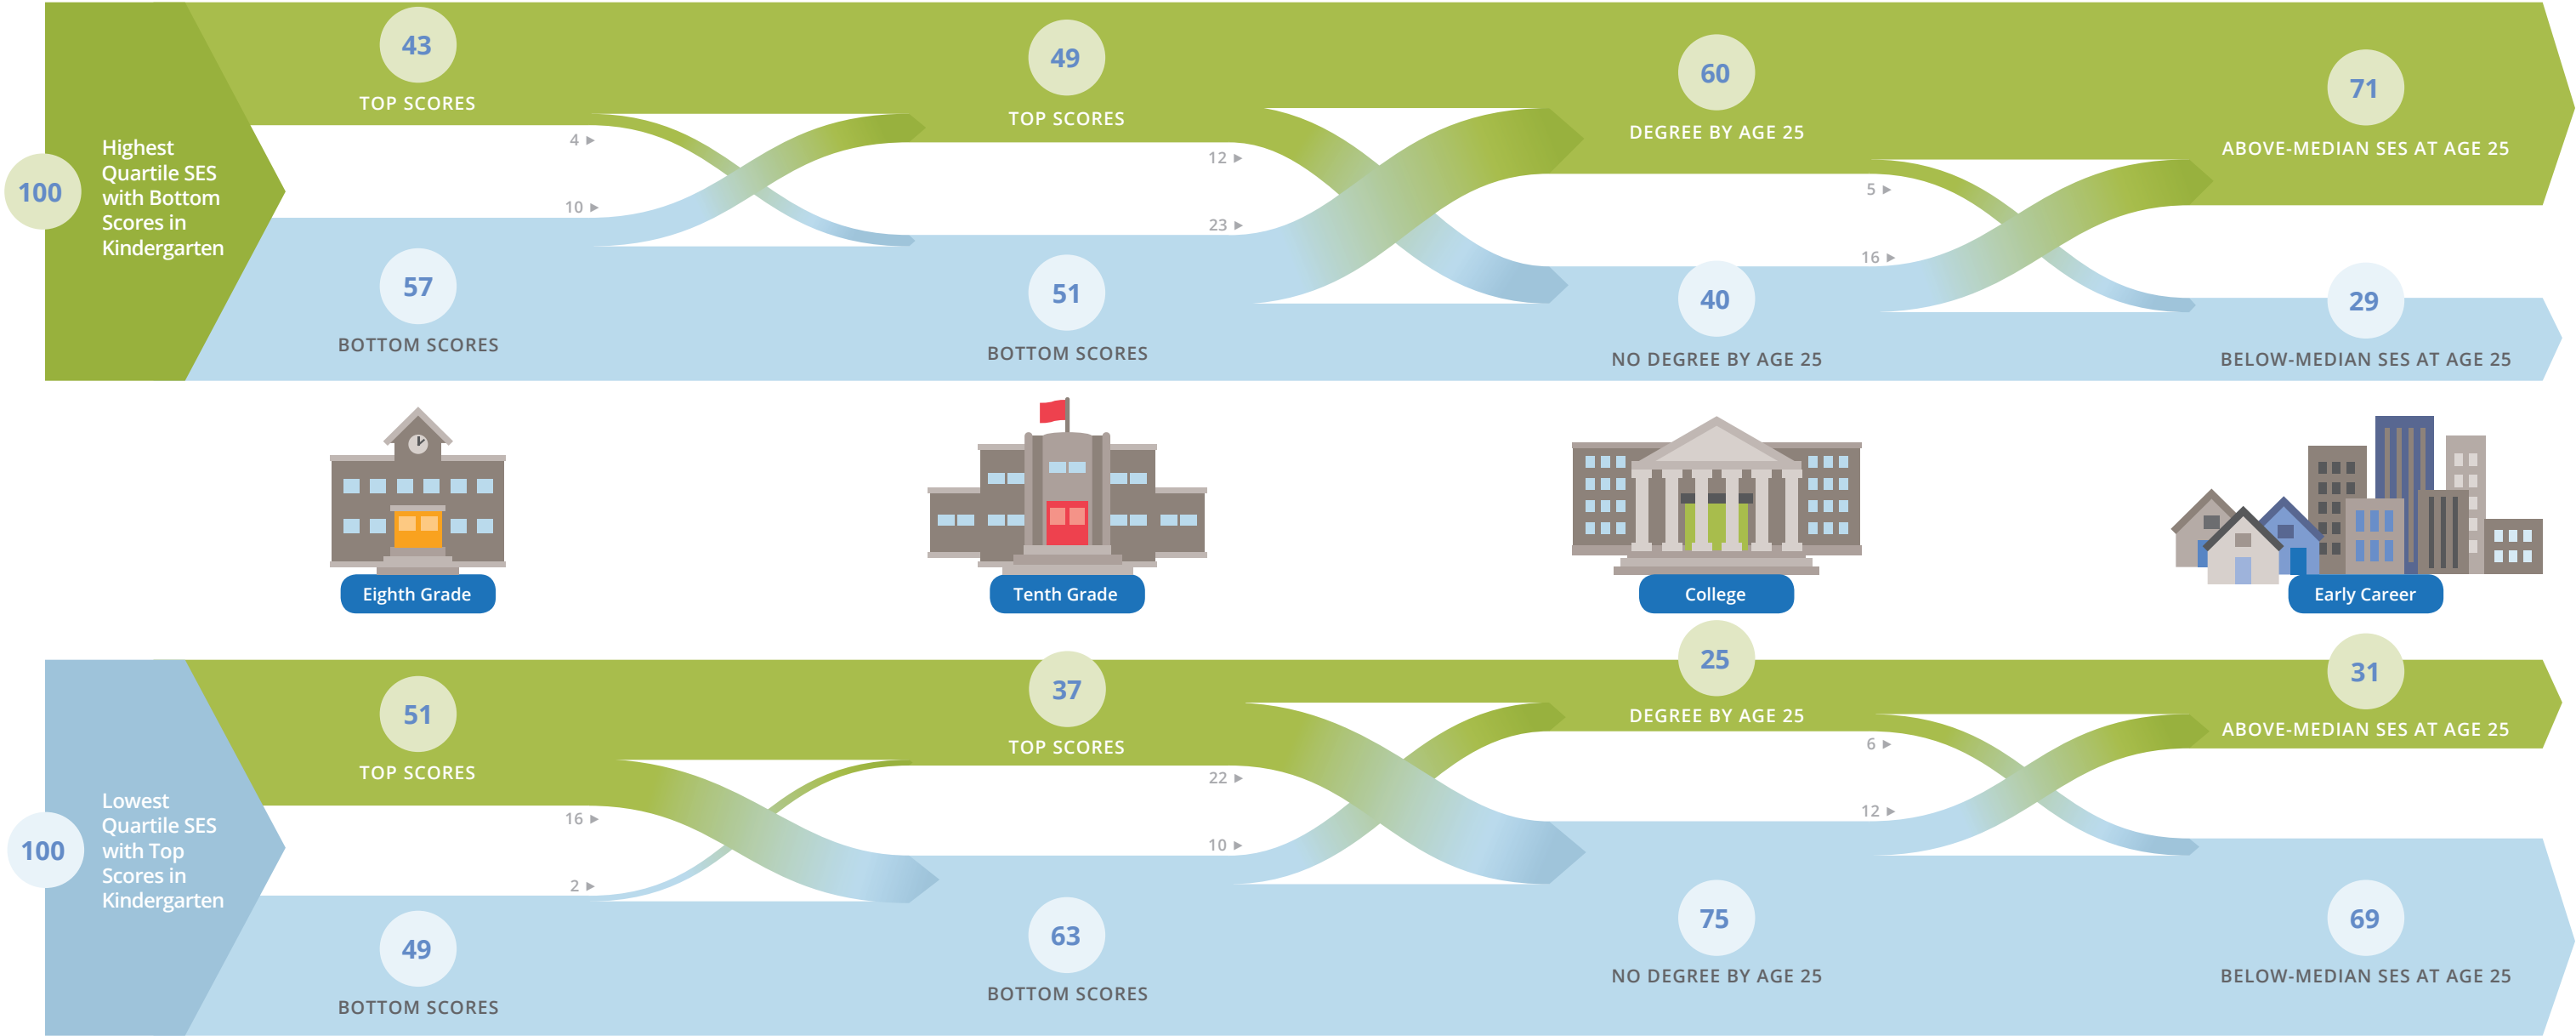 100
Highest
Quartile SES
with Bottom
Scores in
Kindergarten
43
TOP SCORES
57
BOTTOM SCORES
4 ►
10 ►
49
TOP SCORES
51
BOTTOM SCORES
12 ►
23 ►
60
DEGREE BY AGE 25
40
NO DEGREE BY AGE 25
5 ►
16 ►
71
ABOVE-MEDIAN SES AT AGE 25
29
BELOW-MEDIAN SES AT AGE 25
Eighth Grade
Tenth Grade
College
Early Career
100
Lowest
Quartile SES
with Top
Scores in
Kindergarten
51
TOP SCORES
49
BOTTOM SCORES
16 ►
2 ►
37
TOP SCORES
63
BOTTOM SCORES
22 ►
10 ►
25
DEGREE BY AGE 25
75
NO DEGREE BY AGE 25
6 ►
12 ►
31
ABOVE-MEDIAN SES AT AGE 25
69
BELOW-MEDIAN SES AT AGE 25